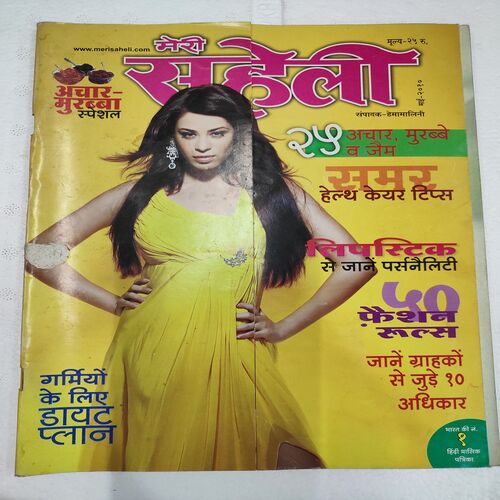 www.merisaheli.com
मेरी
सहेली
मूल्य-२५ रु.
संपादक-हेमामालिनी
अचार-
मुरब्बा
स्पेशल
२५ अचार, मुरब्बे
व जैम
समर
हेल्थ केयर टिप्स
लिपस्टिक
से जानें पर्सनैलिटी
५०
फ़ैशन
रूल्स
जानें ग्राहकों
से जुड़े १०
अधिकार
गर्मियों
के लिए
डायट
प्लान
भारत की नं.
१
हिंदी मासिक
पत्रिका